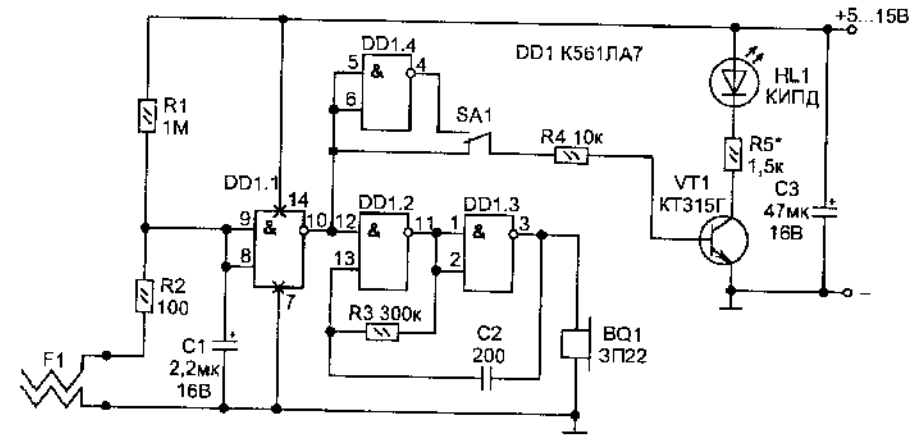 +5...15В
DD1.4
DD1 К561ЛА7
5
&
4
6
HL1
КИПД
R1
1М
SA1
R4 10к
R5*
1,5к
DD1.1
14
VT1
КТ315Г
C3
47мк
16В
+
9
&
10
8
7
DD1.2
12
&
11
13
DD1.3
1
&
3
2
–
R2
100
R3 300к
C1
2,2мк
16В
+
C2
200
BQ1
ЗП22
F1